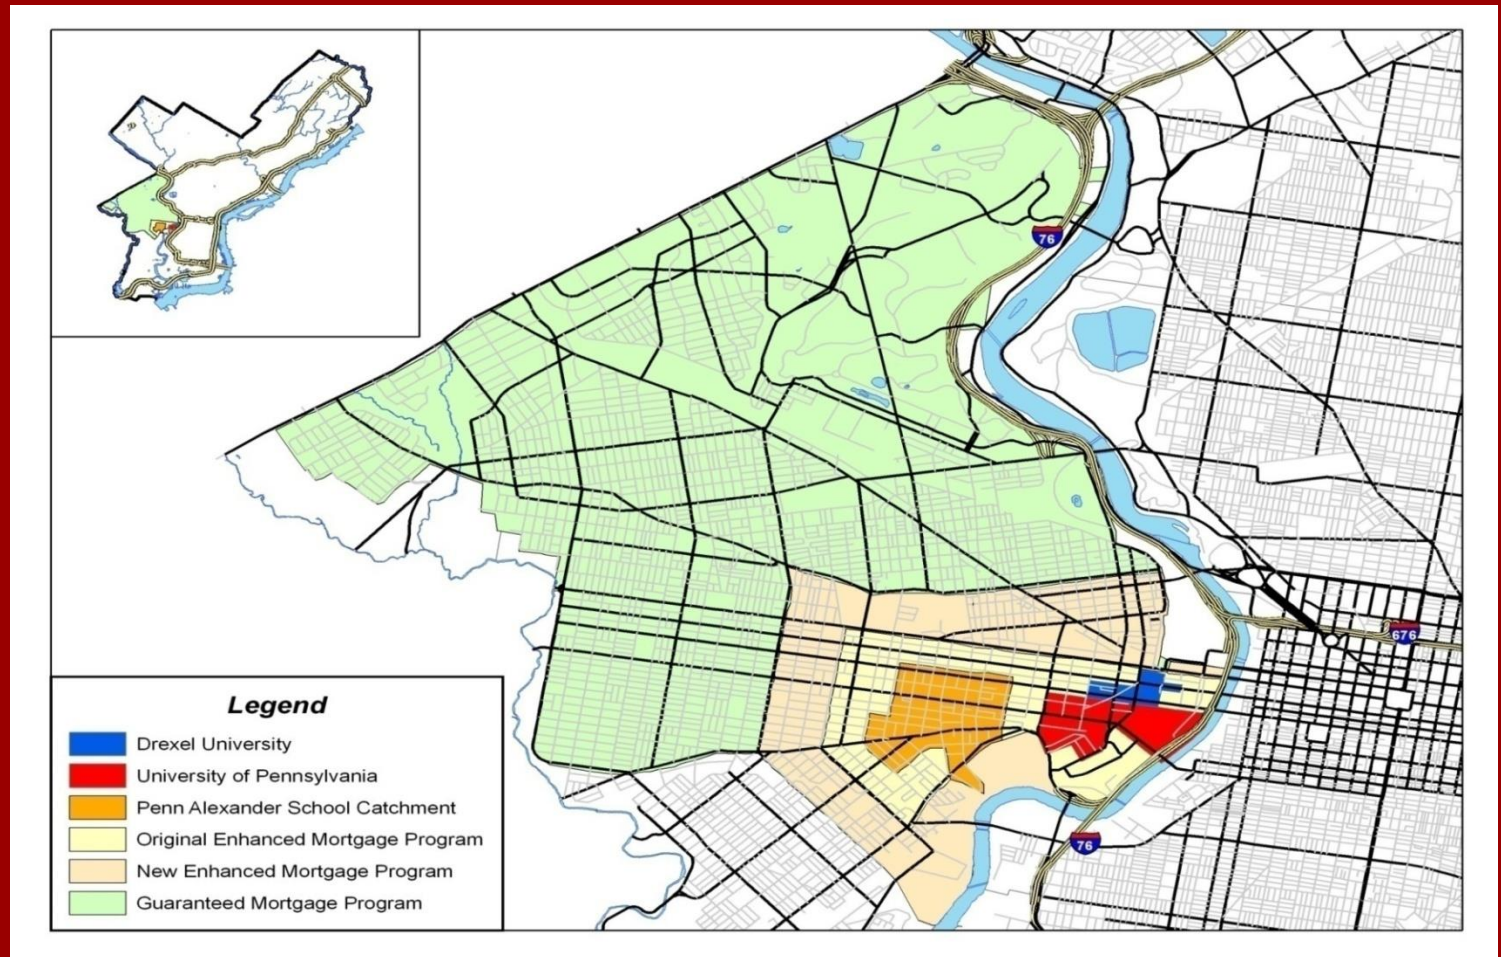 76
676
76
Legend
Drexel University
University of Pennsylvania
Penn Alexander School Catchment
Original Enhanced Mortgage Program
New Enhanced Mortgage Program
Guaranteed Mortgage Program